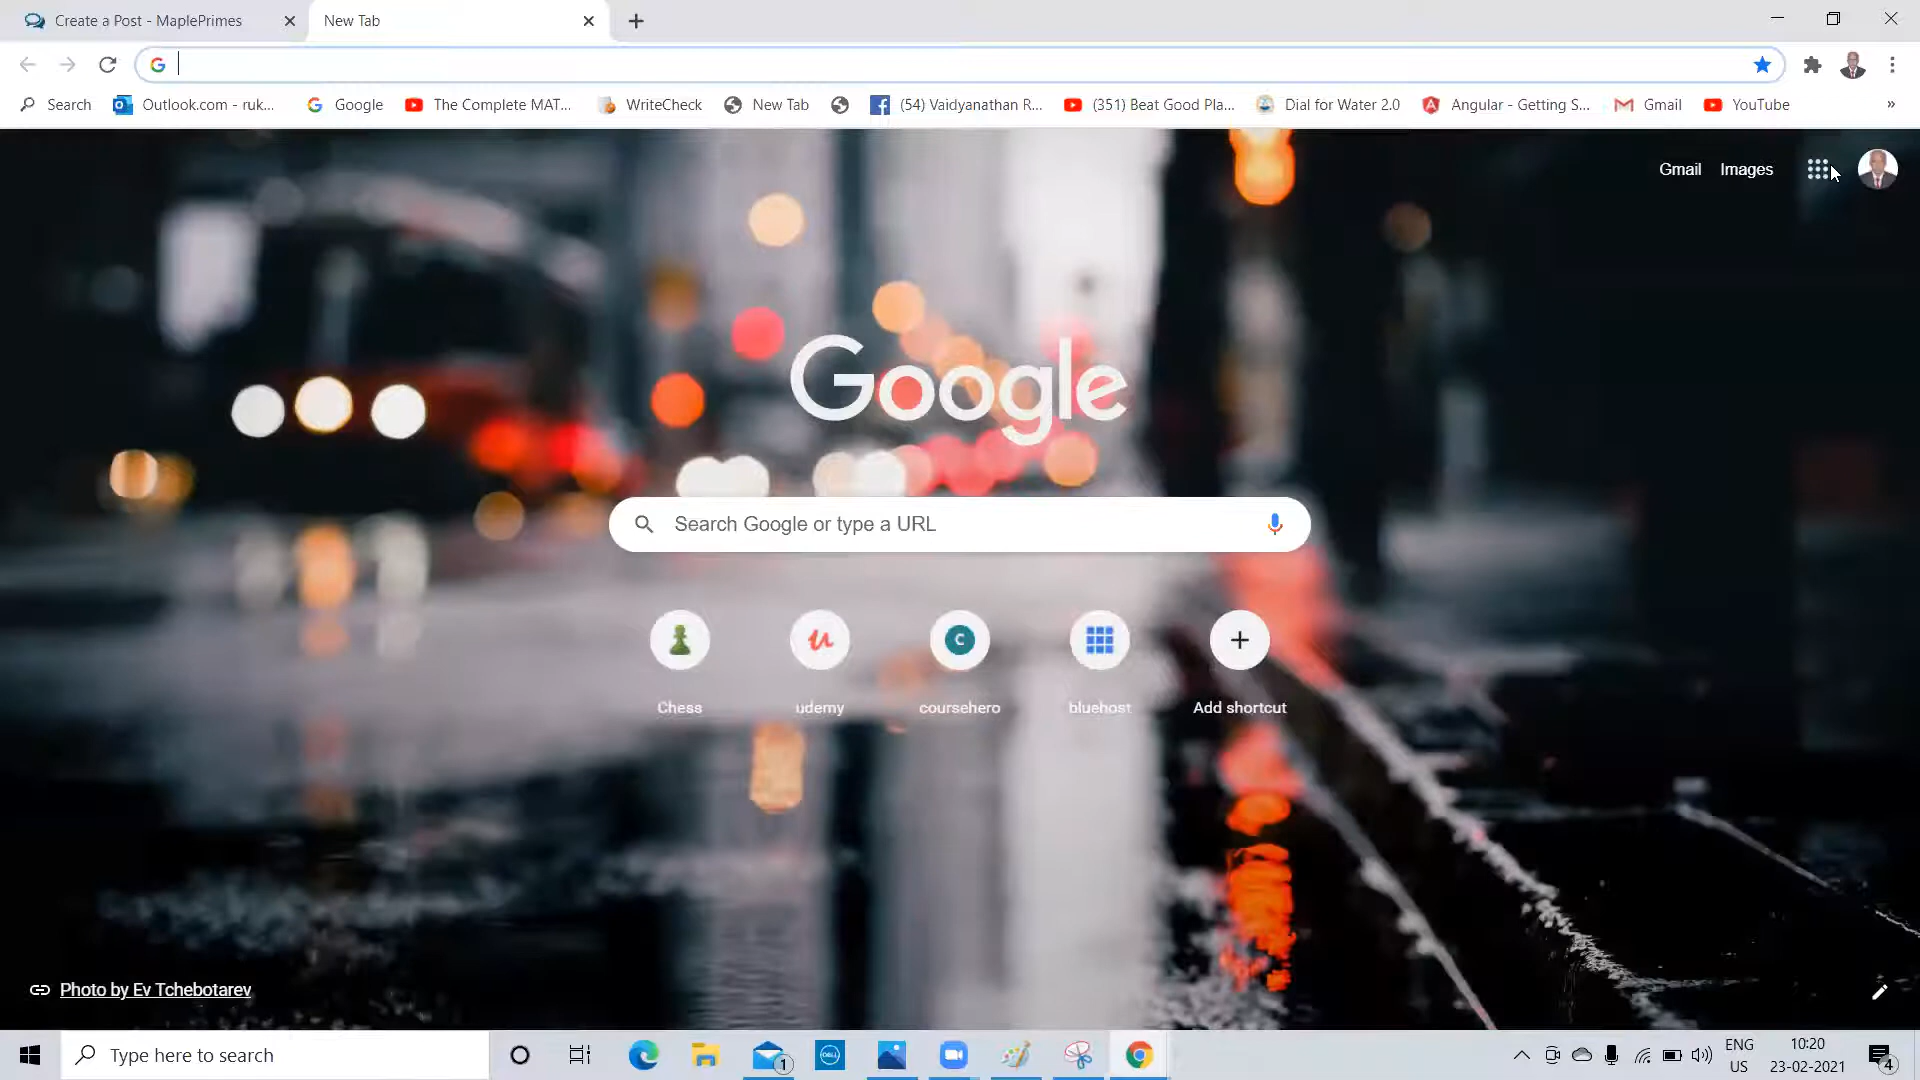 Create a Post - MaplePrimes
New Tab
Search
Outlook.com - ruk...
Google
The Complete MAT...
WriteCheck
New Tab
(54) Vaidyanathan R...
(351) Beat Good Pla...
Dial for Water 2.0
Angular - Getting S...
Gmail
YouTube
»
Gmail Images
Google
Search Google or type a URL
Chess
udemy
coursehero
bluehost
Add shortcut
Photo by Ev Tchebotarev
Type here to search
1
DELL
ENG
US
10:20
23-02-2021
4